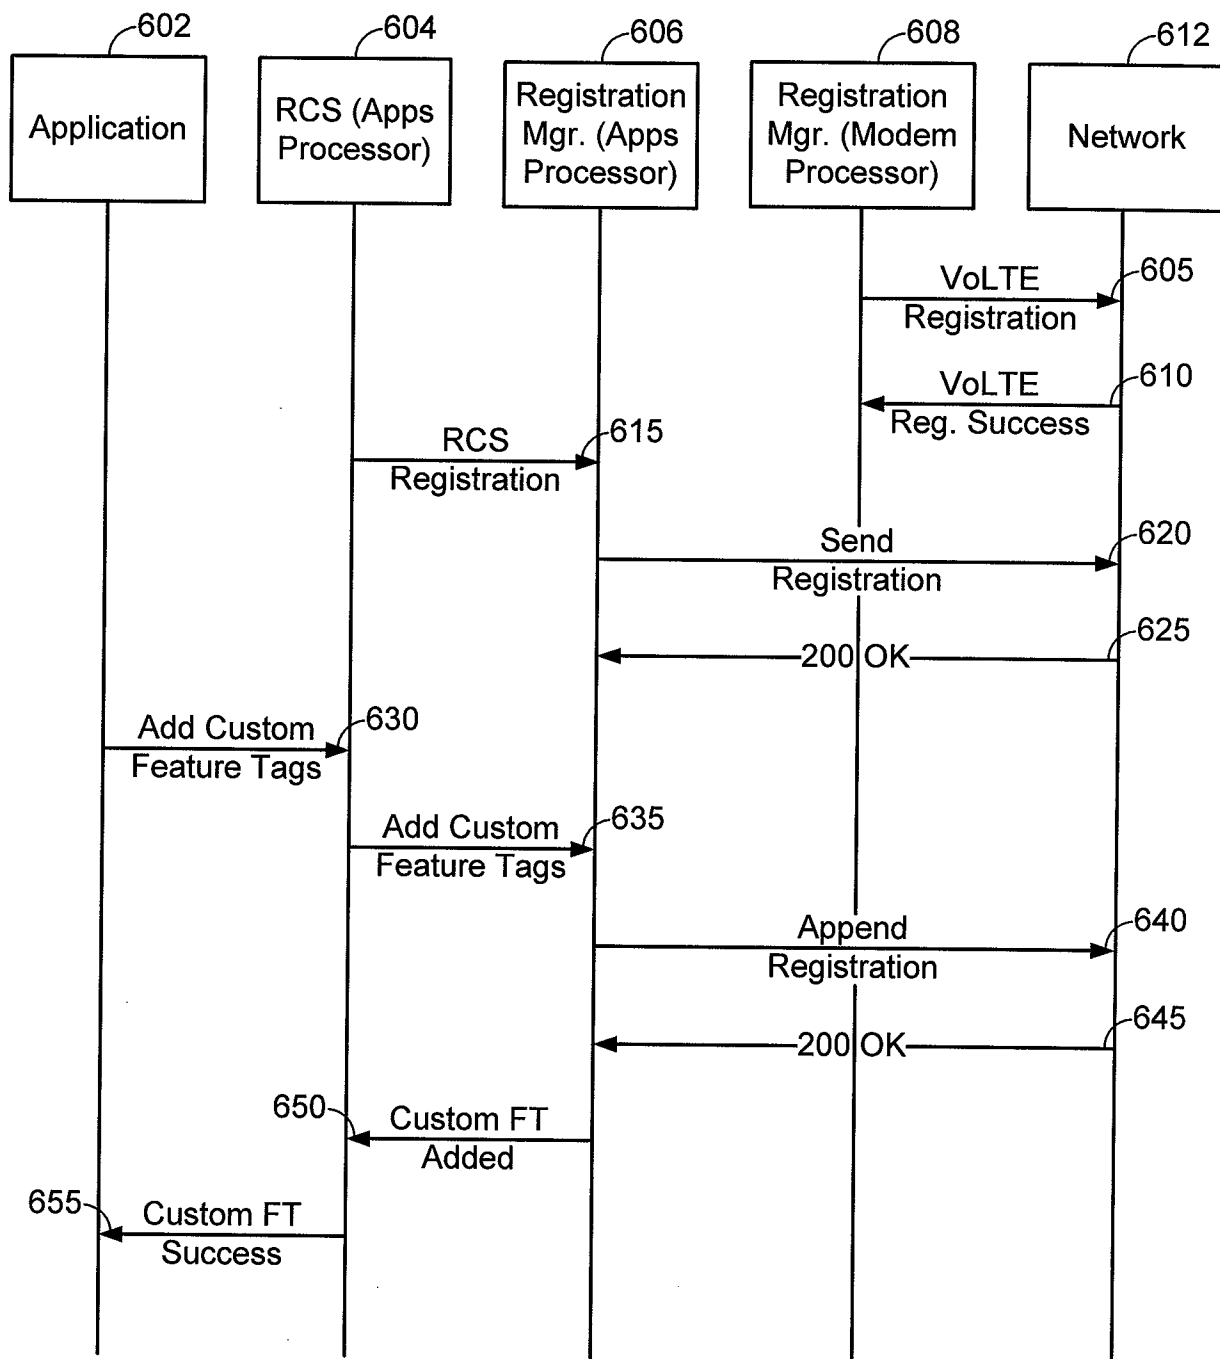 602
604
606
608
612
Application
RCS (Apps
Processor)
Registration
Mgr. (Apps
Processor)
Registration
Mgr. (Modem
Processor)
Network
VoLTE
605
Registration
VoLTE
610
Reg. Success
RCS
615
Registration
Send
620
Registration
625
200 OK
Add Custom
630
Feature Tags
Add Custom
635
Feature Tags
Append
640
Registration
645
200 OK
650
Custom FT
Added
655
Custom FT
Success